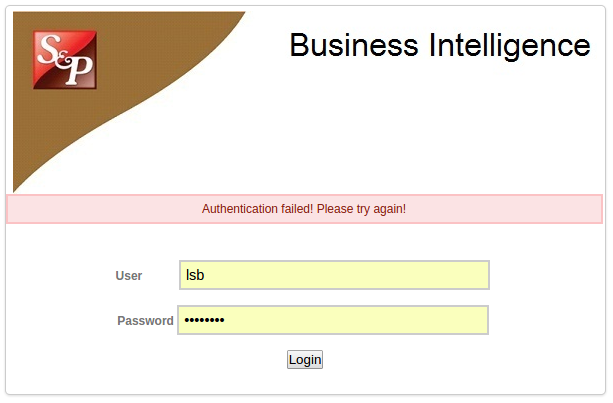 S&P
Business Intelligence
Authentication failed! Please try again!
User lsb
Password ••••••••
Login